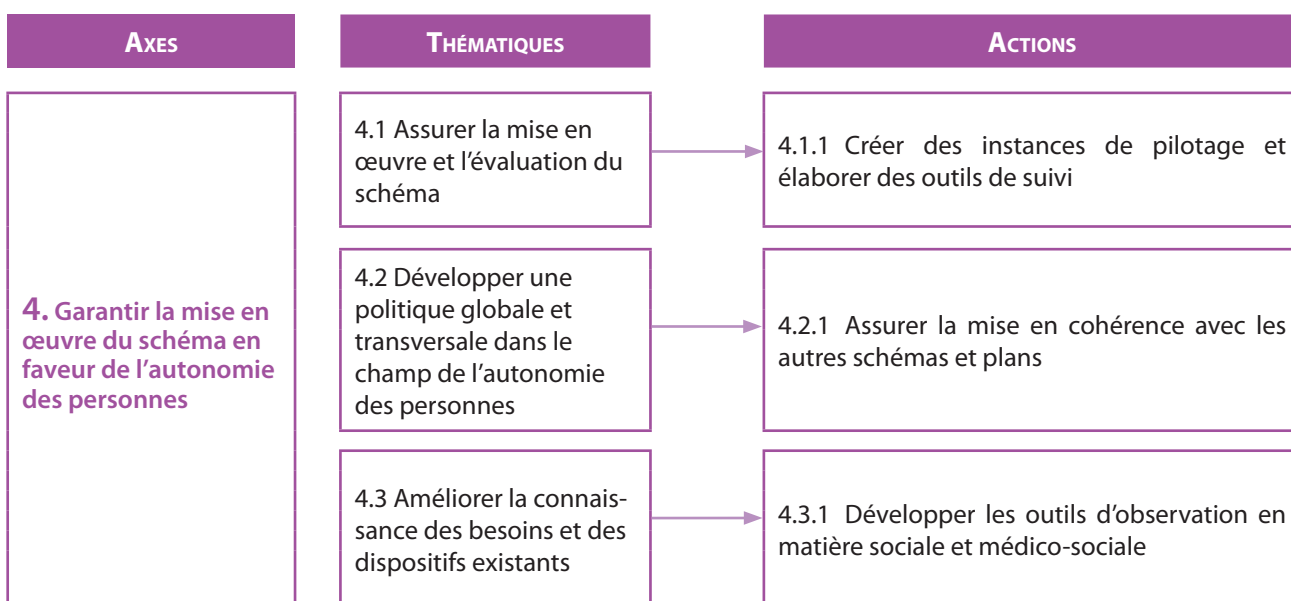 Axes
Thématiques
Actions
4. Garantir la mise en
œuvre du schéma en
faveur de l’autonomie
des personnes
4.1 Assurer la mise en
œuvre et l’évaluation du
schéma
4.1.1 Créer des instances de pilotage et
élaborer des outils de suivi
4.2 Développer une
politique globale et
transversale dans le
champ de l’autonomie
des personnes
4.2.1 Assurer la mise en cohérence avec les
autres schémas et plans
4.3 Améliorer la connais-
sance des besoins et des
dispositifs existants
4.3.1 Développer les outils d’observation en
matière sociale et médico-sociale